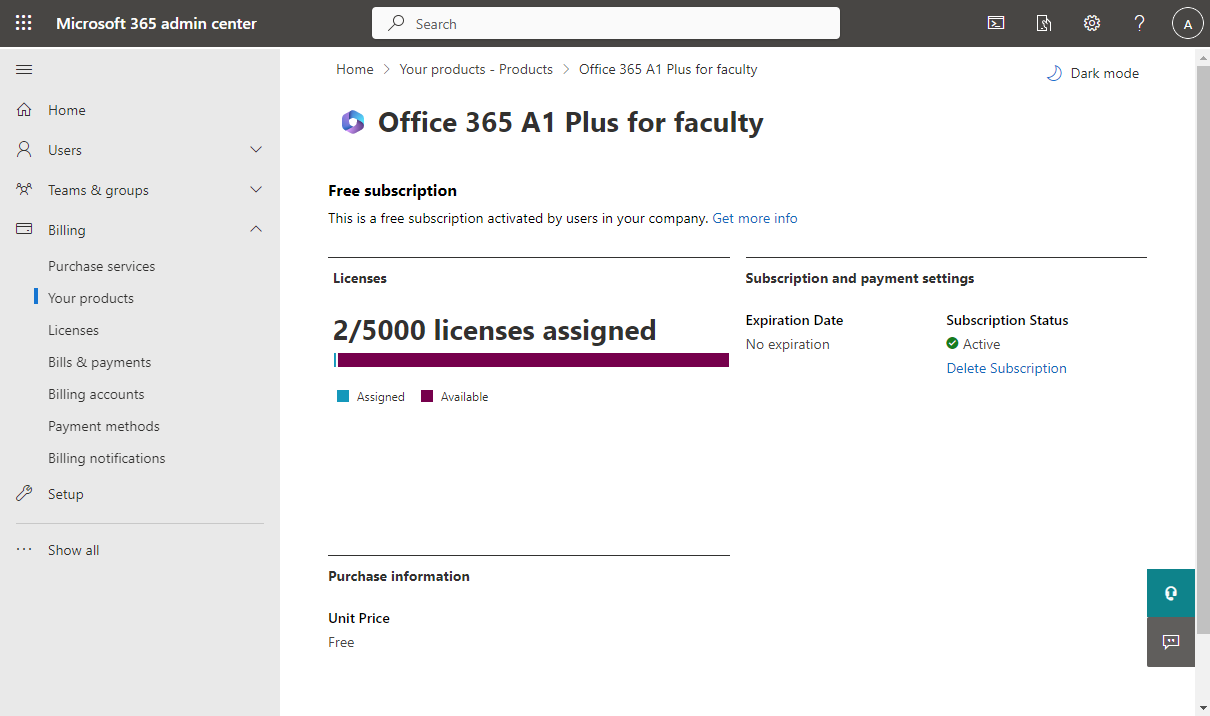 Microsoft 365 admin center
Search
A
Home
Users
Teams & groups
Billing
Purchase services
Your products
Licenses
Bills & payments
Billing accounts
Payment methods
Billing notifications
Setup
Show all
Home > Your products - Products > Office 365 A1 Plus for faculty
Dark mode
Office 365 A1 Plus for faculty
Free subscription
This is a free subscription activated by users in your company. Get more info
Licenses
2/5000 licenses assigned
Assigned Available
Subscription and payment settings
Expiration Date
No expiration
Subscription Status
Active
Delete Subscription
Purchase information
Unit Price
Free